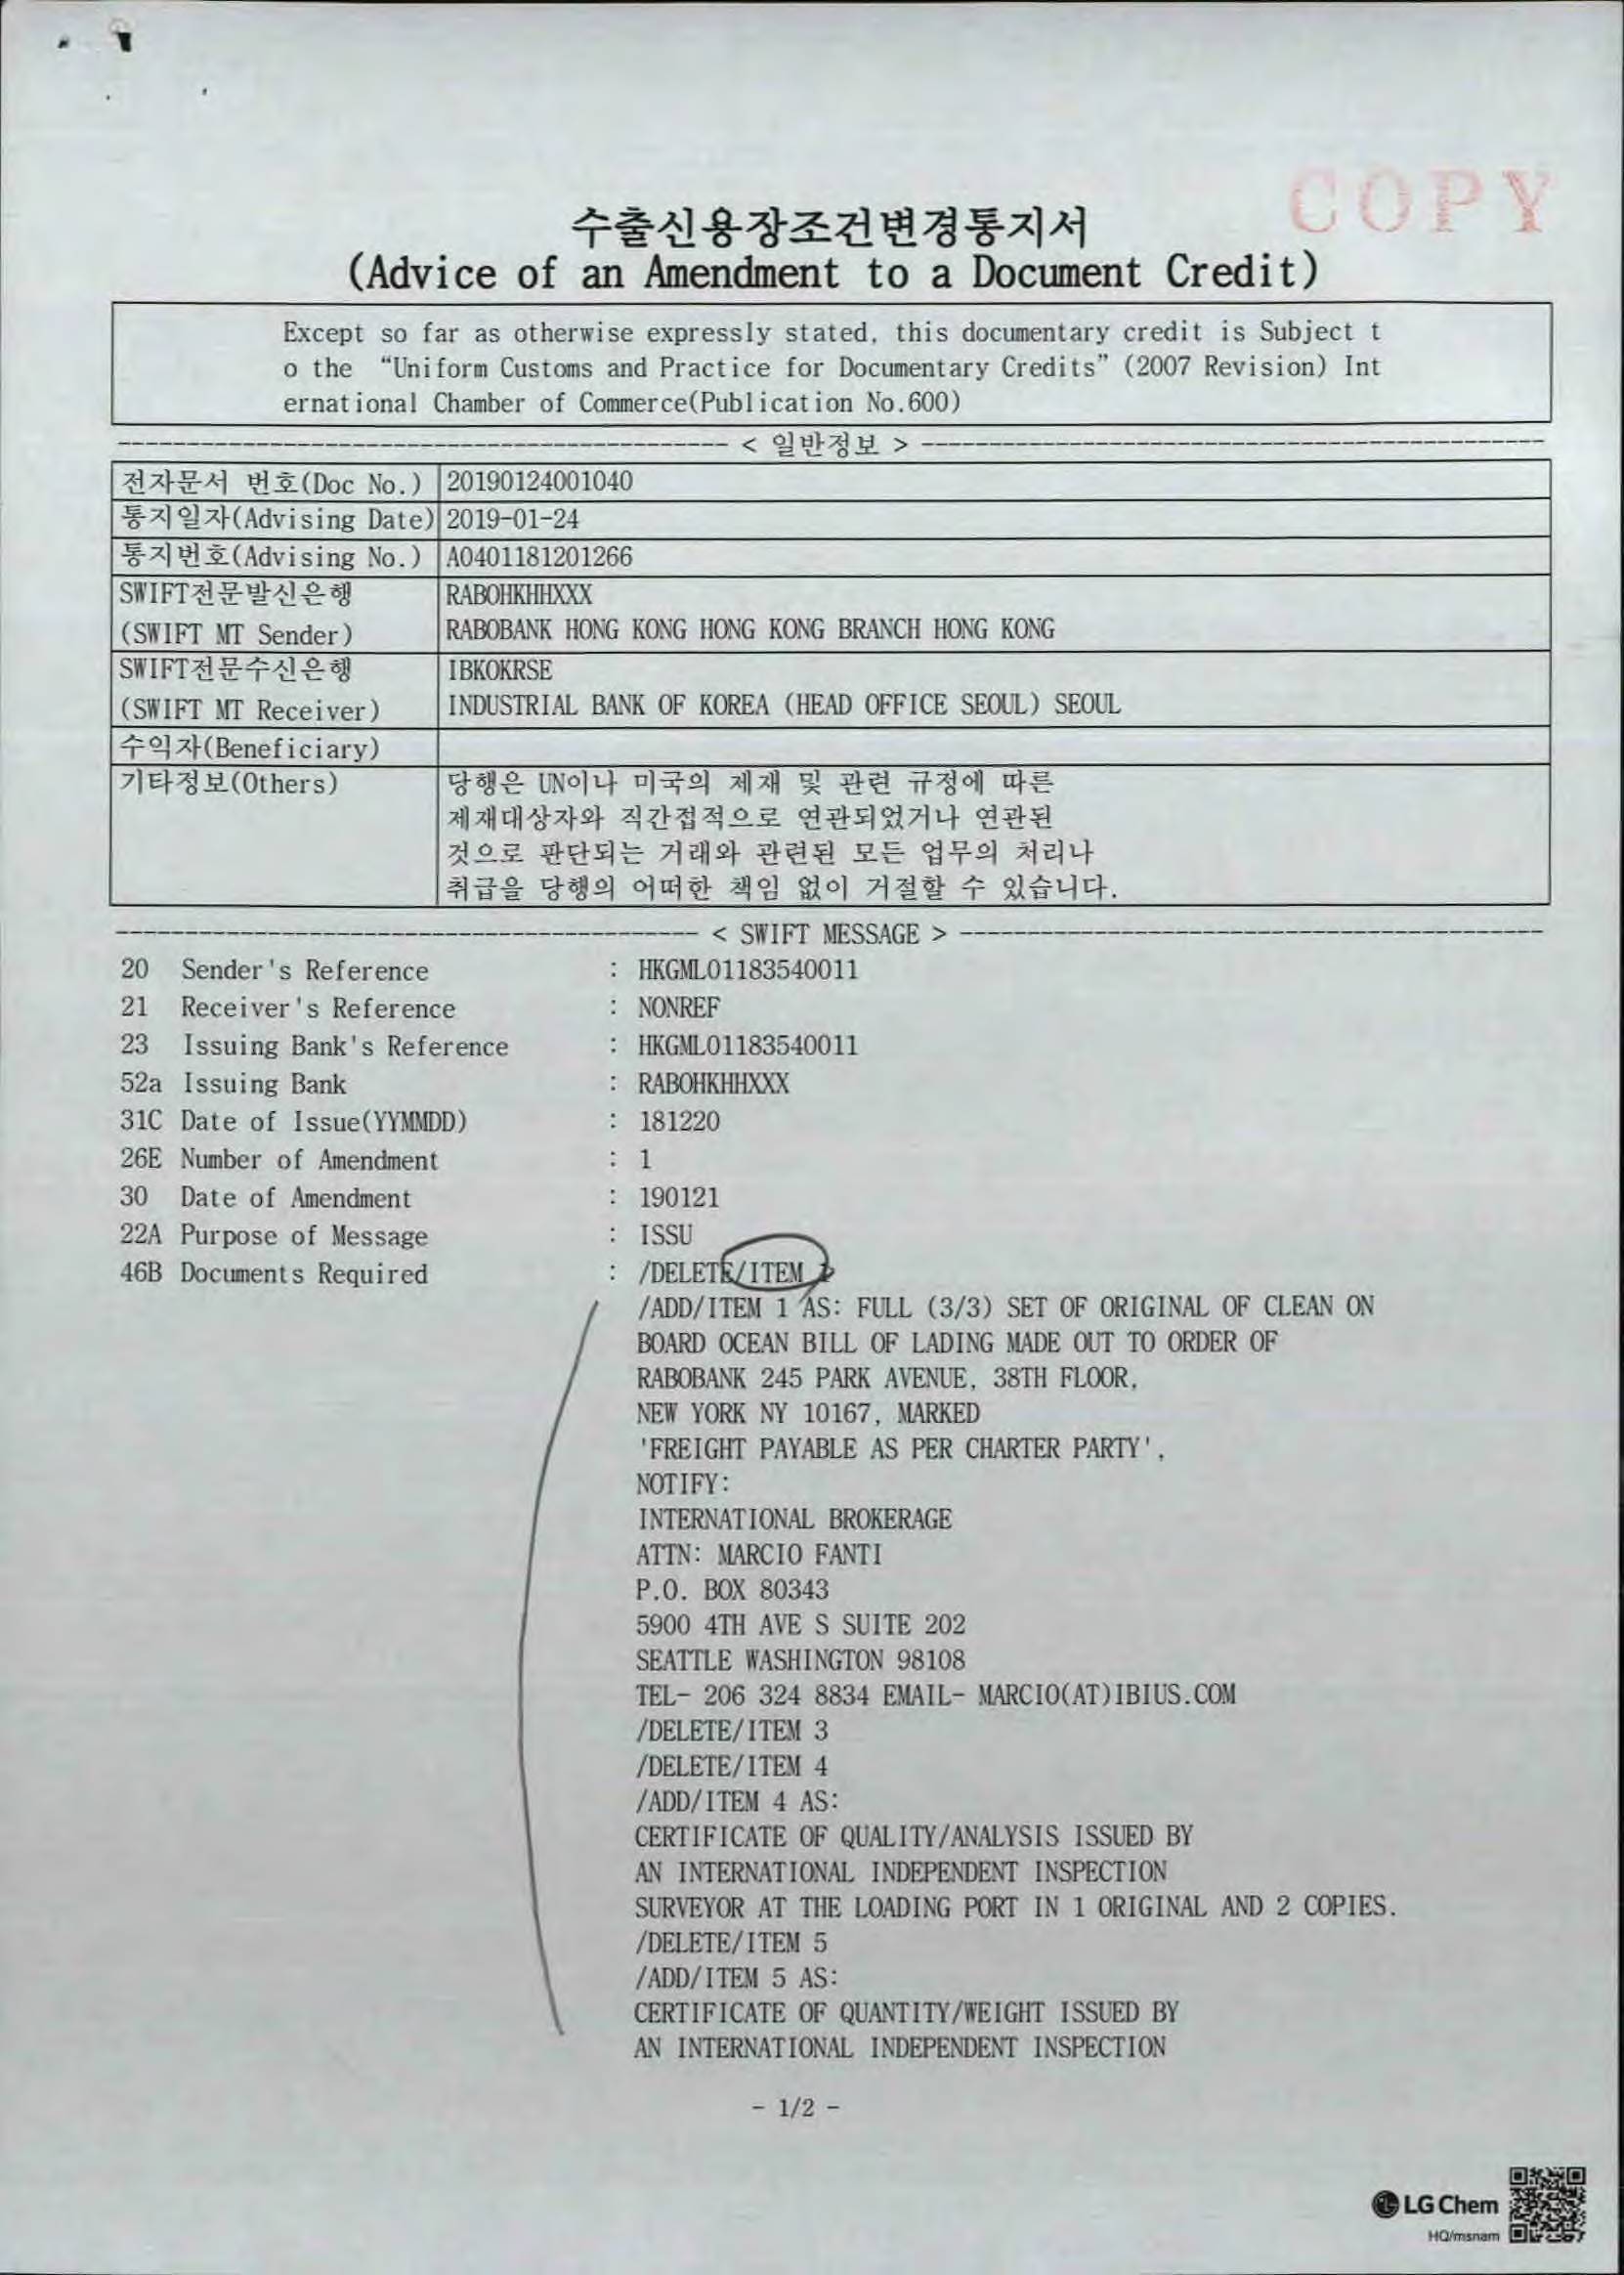 COPY
수출신용장조건변경통지서
(Advice of an Amendment to a Document Credit)
Except so far as otherwise expressly stated, this documentary credit is Subject t
o the “Uniform Customs and Practice for Documentary Credits” (2007 Revision) Int
ernational Chamber of Commerce(Publication No.600)
< 일반정보 >
전자문서 번호(Doc No.) 20190124001040
통지일자(Advising Date) 2019-01-24
통지번호(Advising No.) A0401181201266
SWIFT전문발신은행 RABOHKHHXXX
(SWIFT MT Sender) RABOBANK HONG KONG HONG KONG BRANCH HONG KONG
SWIFT전문수신은행 IBKOKRSE
(SWIFT MT Receiver) INDUSTRIAL BANK OF KOREA (HEAD OFFICE SEOUL) SEOUL
수익자(Beneficiary)
기타정보(Others) 당행은 UN이나 미국의 제재 및 관련 규정에 따른
제재대상자와 직간접적으로 연관되었거나 연관된
것으로 판단되는 거래와 관련된 모든 업무의 처리나
취급을 당행의 어떠한 책임 없이 거절할 수 있습니다.
< SWIFT MESSAGE >
20 Sender's Reference : HKGML01183540011
21 Receiver's Reference : NONREF
23 Issuing Bank's Reference : HKGML01183540011
52a Issuing Bank : RABOHKHHXXX
31C Date of Issue(YYMMDD) : 181220
26E Number of Amendment : 1
30 Date of Amendment : 190121
22A Purpose of Message : ISSU
46B Documents Required : /DELETE/ITEM 1
/ADD/ITEM 1 AS: FULL (3/3) SET OF ORIGINAL OF CLEAN ON
BOARD OCEAN BILL OF LADING MADE OUT TO ORDER OF
RABOBANK 245 PARK AVENUE, 38TH FLOOR,
NEW YORK NY 10167, MARKED
'FREIGHT PAYABLE AS PER CHARTER PARTY',
NOTIFY:
INTERNATIONAL BROKERAGE
ATTN: MARCIO FANTI
P.O. BOX 80343
5900 4TH AVE S SUITE 202
SEATTLE WASHINGTON 98108
TEL- 206 324 8834 EMAIL- MARCIO(AT)IBIUS.COM
/DELETE/ITEM 3
/DELETE/ITEM 4
/ADD/ITEM 4 AS:
CERTIFICATE OF QUALITY/ANALYSIS ISSUED BY
AN INTERNATIONAL INDEPENDENT INSPECTION
SURVEYOR AT THE LOADING PORT IN 1 ORIGINAL AND 2 COPIES.
/DELETE/ITEM 5
/ADD/ITEM 5 AS:
CERTIFICATE OF QUANTITY/WEIGHT ISSUED BY
AN INTERNATIONAL INDEPENDENT INSPECTION
- 1/2 -
LG Chem
HQ/msnam